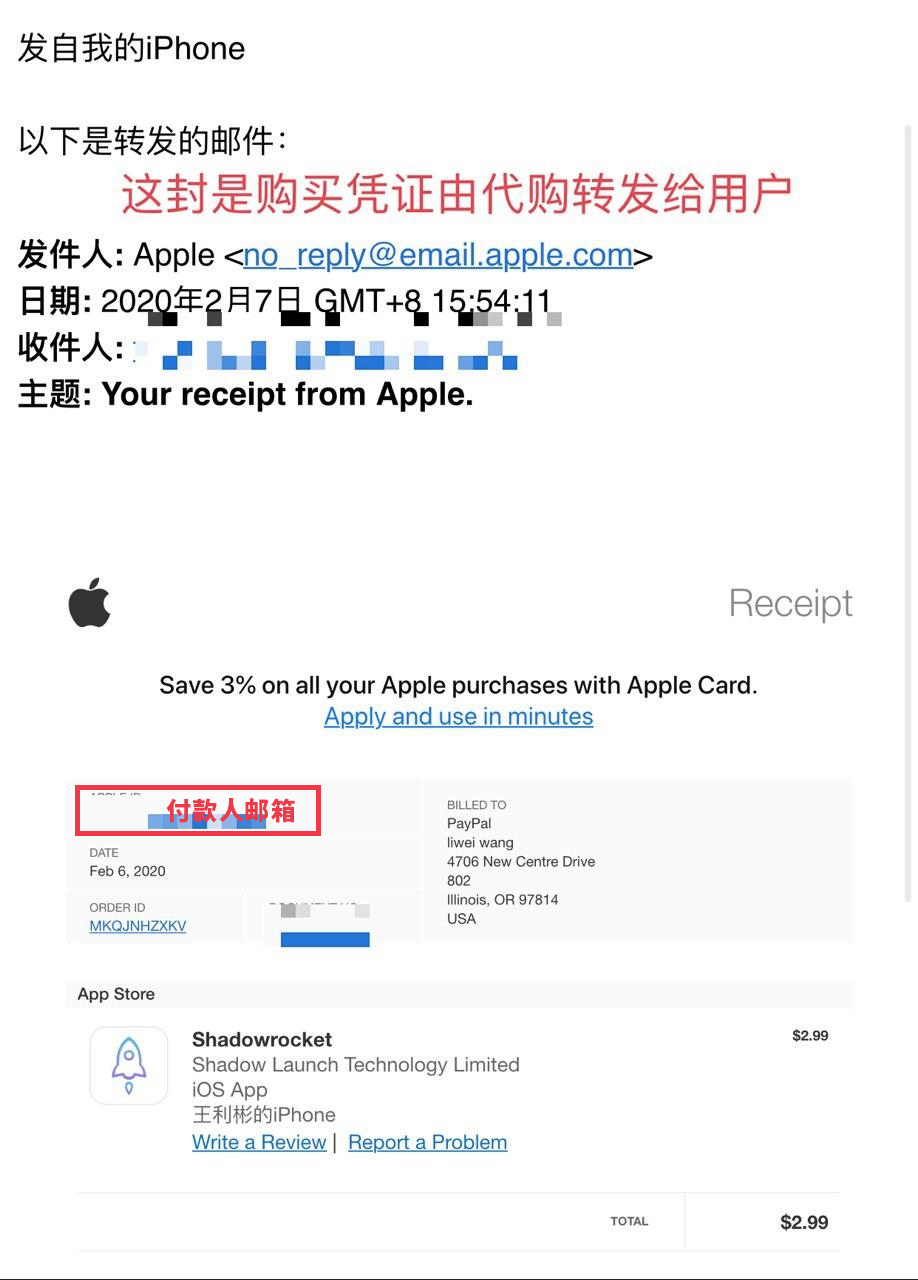 发自我的iPhone
以下是转发的邮件：
这封是购买凭证由代购转发给用户
发件人: Apple <no_reply@email.apple.com>
日期: 2020年2月7日 GMT+8 15:54:11
收件人:
主题: Your receipt from Apple.
Receipt
Save 3% on all your Apple purchases with Apple Card.
Apply and use in minutes
APPLE ID
付款人邮箱
DATE
Feb 6, 2020
ORDER ID
MKQJNHZXKV
DOCUMENT NO.
BILLED TO
PayPal
liwei wang
4706 New Centre Drive
802
Illinois, OR 97814
USA
App Store
Shadowrocket
$2.99
Shadow Launch Technology Limited
iOS App
王利彬的iPhone
Write a Review | Report a Problem
TOTAL
$2.99